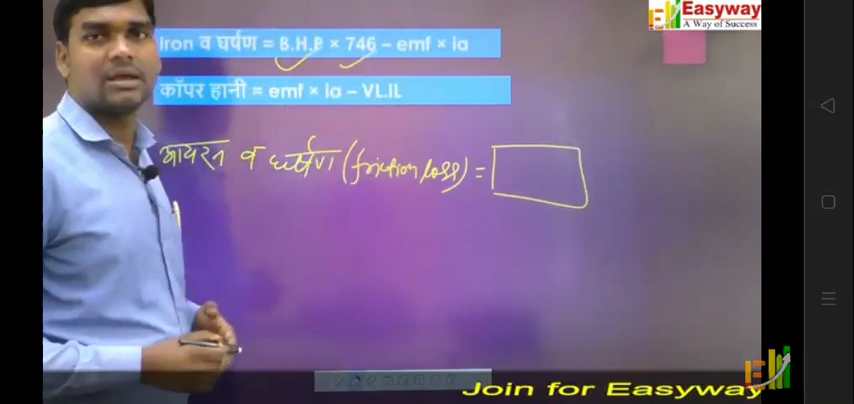 Easyway
A Way of Success
Iron व घर्षण = B.H.P × 746 – emf × ia
कॉपर हानी = emf × ia – VL.IL
आयरन व घर्षण (friction loss) =
Join for Easyway